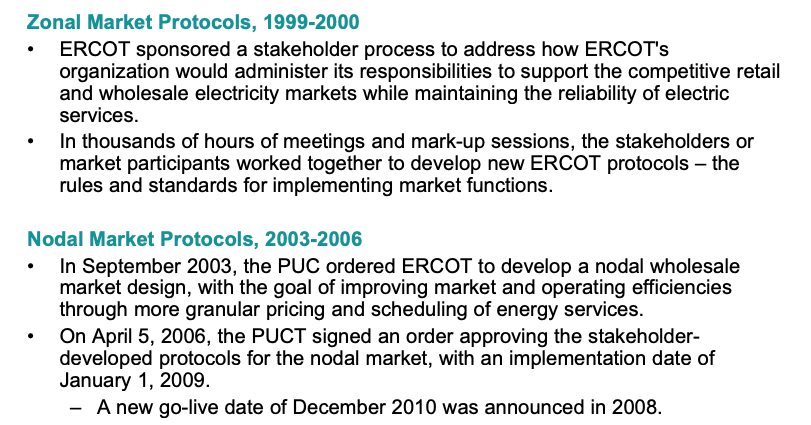 Zonal Market Protocols, 1999-2000
• ERCOT sponsored a stakeholder process to address how ERCOT's
organization would administer its responsibilities to support the competitive retail
and wholesale electricity markets while maintaining the reliability of electric
services.
• In thousands of hours of meetings and mark-up sessions, the stakeholders or
market participants worked together to develop new ERCOT protocols – the
rules and standards for implementing market functions.
Nodal Market Protocols, 2003-2006
• In September 2003, the PUC ordered ERCOT to develop a nodal wholesale
market design, with the goal of improving market and operating efficiencies
through more granular pricing and scheduling of energy services.
• On April 5, 2006, the PUCT signed an order approving the stakeholder-
developed protocols for the nodal market, with an implementation date of
January 1, 2009.
– A new go-live date of December 2010 was announced in 2008.